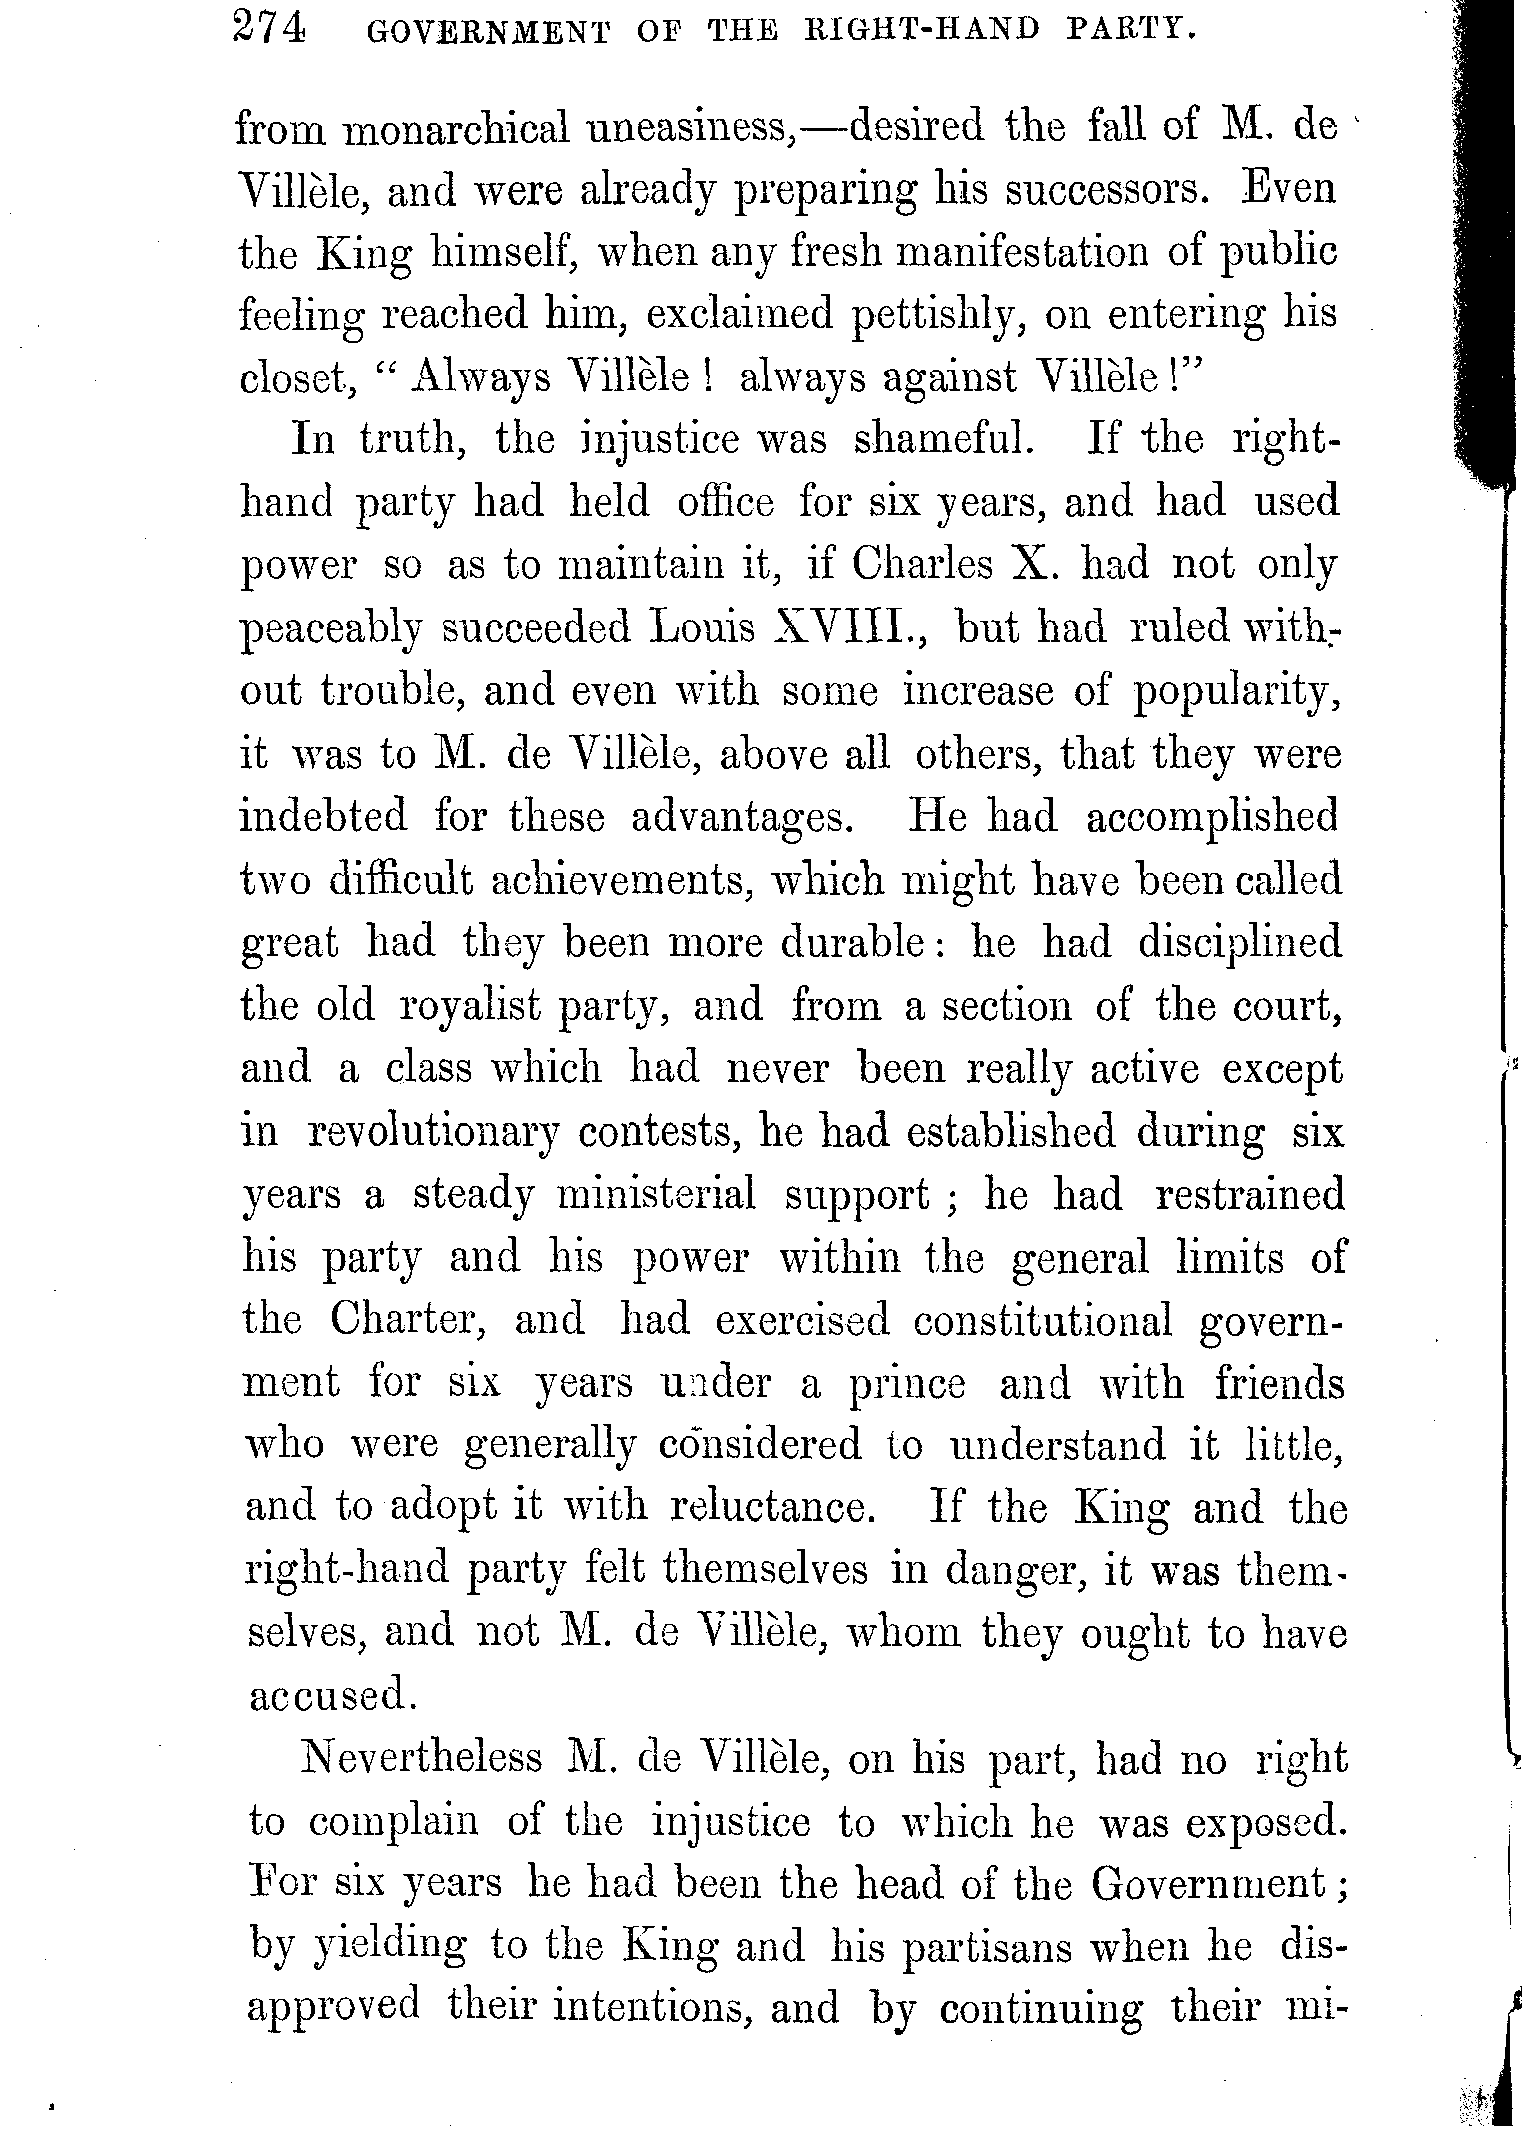 274 GOVERNMENT OF THE RIGHT-HAND PARTY.
from monarchical uneasiness,—desired the fall of M. de
Villèle, and were already preparing his successors. Even
the King himself, when any fresh manifestation of public
feeling reached him, exclaimed pettishly, on entering his
closet, “Always Villèle! always against Villèle!”
In truth, the injustice was shameful. If the right-
hand party had held office for six years, and had used
power so as to maintain it, if Charles X. had not only
peaceably succeeded Louis XVIII., but had ruled with-
out trouble, and even with some increase of popularity,
it was to M. de Villèle, above all others, that they were
indebted for these advantages. He had accomplished
two difficult achievements, which might have been called
great had they been more durable: he had disciplined
the old royalist party, and from a section of the court,
and a class which had never been really active except
in revolutionary contests, he had established during six
years a steady ministerial support; he had restrained
his party and his power within the general limits of
the Charter, and had exercised constitutional govern-
ment for six years under a prince and with friends
who were generally considered to understand it little,
and to adopt it with reluctance. If the King and the
right-hand party felt themselves in danger, it was them-
selves, and not M. de Villèle, whom they ought to have
accused.
Nevertheless M. de Villèle, on his part, had no right
to complain of the injustice to which he was exposed.
For six years he had been the head of the Government;
by yielding to the King and his partisans when he dis-
approved their intentions, and by continuing their mi-